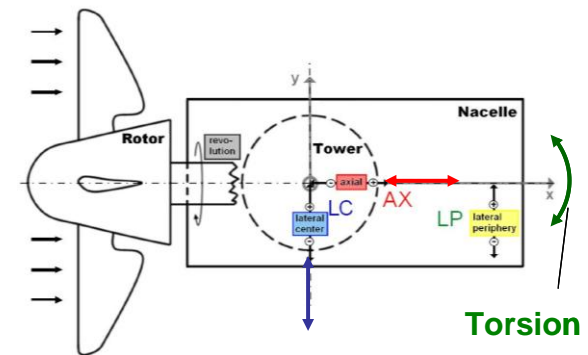 y
Nacelle
Rotor
revo-
lution
Tower
axial
x
LC
AX
LP
lateral
center
lateral
periphery
Torsion